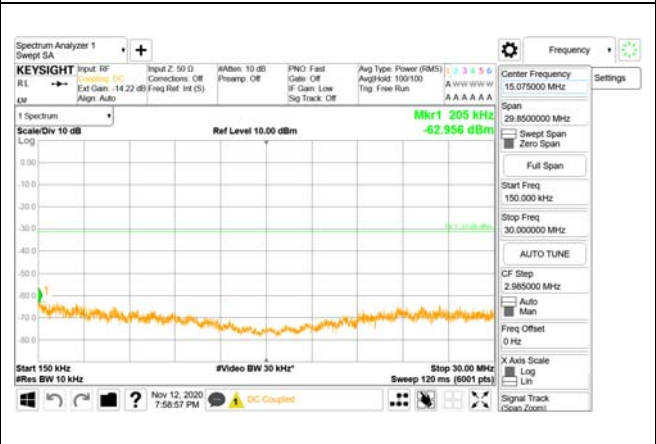 Spectrum Analyzer 1
Swept SA
Frequency
KEYSIGHT Input: RF Input Z: 50 Ω #Atten: 10 dB PNO: Fast Avg Type: Power (RMS) 1 2 3 4 5 6
RL Coupling: DC Corrections: Off Preamp: Off Gate: Off Avg|Hold: 100/100 A W W W W W
Ext Gain: -14.22 dB Freq Ref: Int (S) IF Gain: Low Trig: Free Run
Align: Auto Sig Track: Off A A A A A A
Center Frequency
15.075000 MHz
Settings
1 Spectrum
Mkr1 205 kHz
Scale/Div 10 dB Ref Level 10.00 dBm -62.956 dBm
Log
Span
29.8500000 MHz
Swept Span
Zero Span
Full Span
Start Freq
150.000 kHz
Stop Freq
30.000000 MHz
AUTO TUNE
CF Step
2.985000 MHz
Auto
Man
Freq Offset
0 Hz
X Axis Scale
Log
Lin
Signal Track
(Span Zoom)
0.00
-10.0
-20.0
-30.0
-40.0
-50.0
-60.0
-70.0
-80.0
1
Start 150 kHz #Video BW 30 kHz* Stop 30.00 MHz
#Res BW 10 kHz Sweep 120 ms (6001 pts)
Nov 12, 2020
7:58:57 PM
DC Coupled